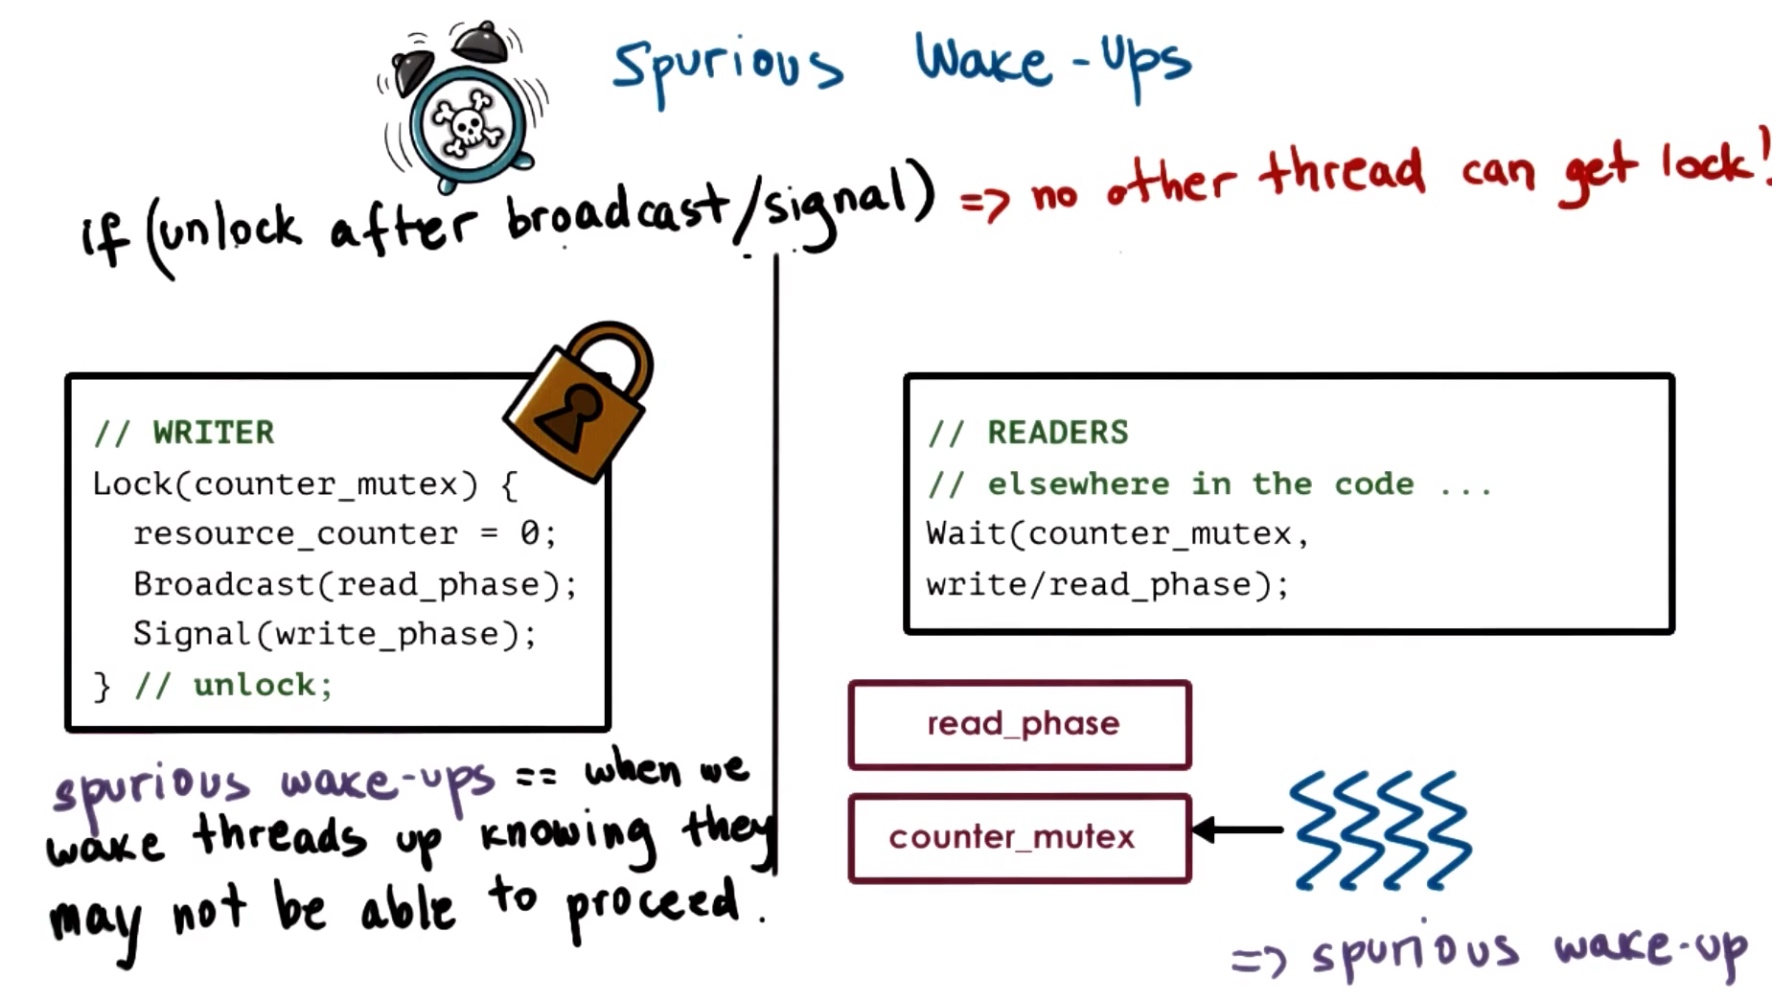 Spurious Wake-Ups
if (unlock after broadcast/signal) => no other thread can get lock!
// WRITER
Lock(counter_mutex) {
resource_counter = 0;
Broadcast(read_phase);
Signal(write_phase);
} // unlock;
spurious wake-ups == when we
wake threads up knowing they
may not be able to proceed.
// READERS
// elsewhere in the code ...
Wait(counter_mutex,
write/read_phase);
read_phase
counter_mutex
=> spurious wake-up